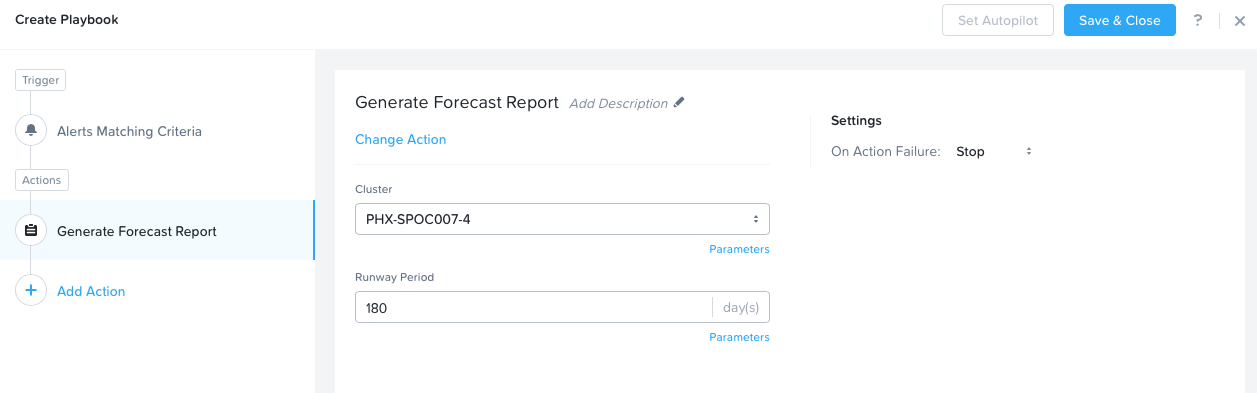 Create Playbook
Set Autopilot
Save & Close
?
Trigger
Alerts Matching Criteria
Actions
Generate Forecast Report
Add Action
Generate Forecast Report Add Description
Change Action
Cluster
PHX-SPOC007-4
Parameters
Runway Period
180 day(s)
Parameters
Settings
On Action Failure: Stop